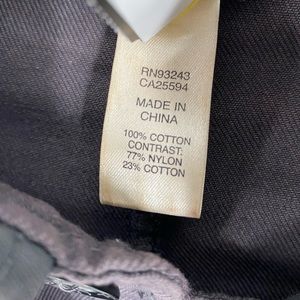 RN93243
CA25594
MADE IN
CHINA
100% COTTON
CONTRAST:
77% NYLON
23% COTTON